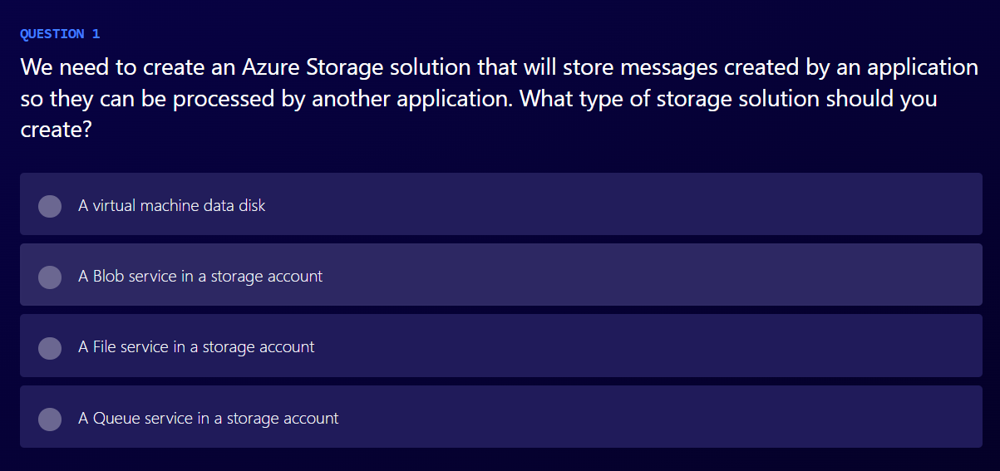 QUESTION 1
We need to create an Azure Storage solution that will store messages created by an application
so they can be processed by another application. What type of storage solution should you
create?
A virtual machine data disk
A Blob service in a storage account
A File service in a storage account
A Queue service in a storage account